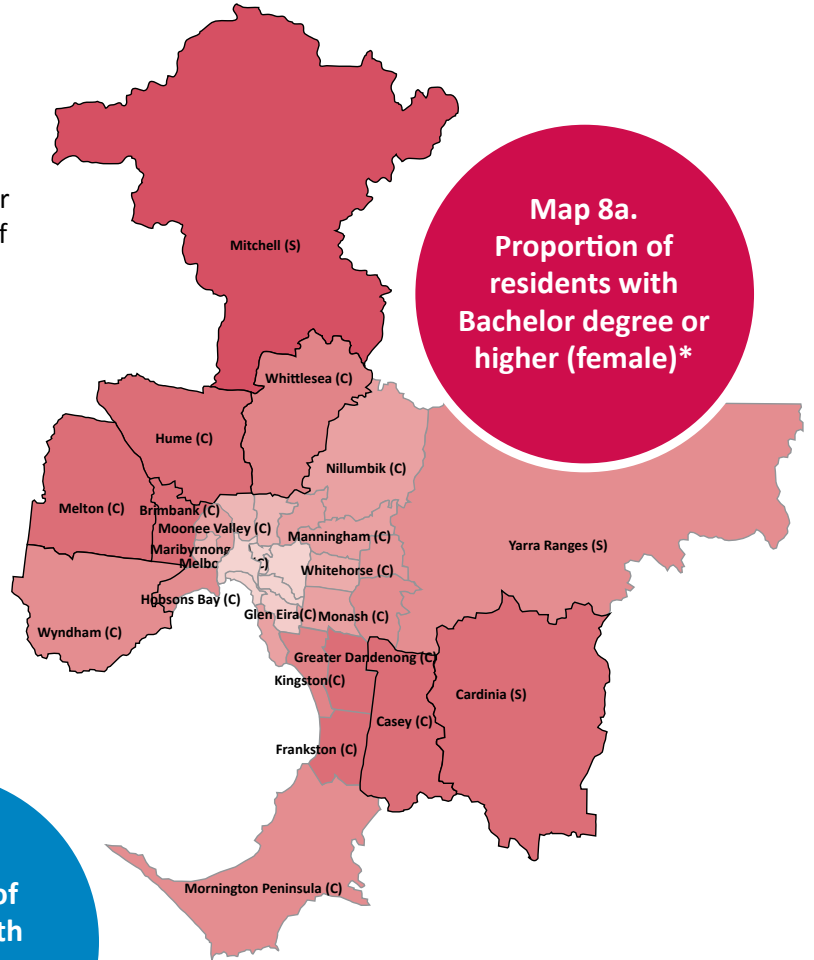 r
f
Map 8a.
Proportion of
residents with
Bachelor degree or
higher (female)*
Mitchell (S)
Whittlesea (C)
Hume (C)
Nillumbik (C)
Melton (C)
Brimbank (C)
Moonee Valley (C)
Manningham (C)
Yarra Ranges (S)
Maribyrnong
Melbo C)
Whitehorse (C)
Hobsons Bay (C)
Glen Eira(C)
Monash (C)
Wyndham (C)
Greater Dandenong (C)
Kingston(C)
Cardinia (S)
Casey (C)
Frankston (C)
Mornington Peninsula (C)
of
th